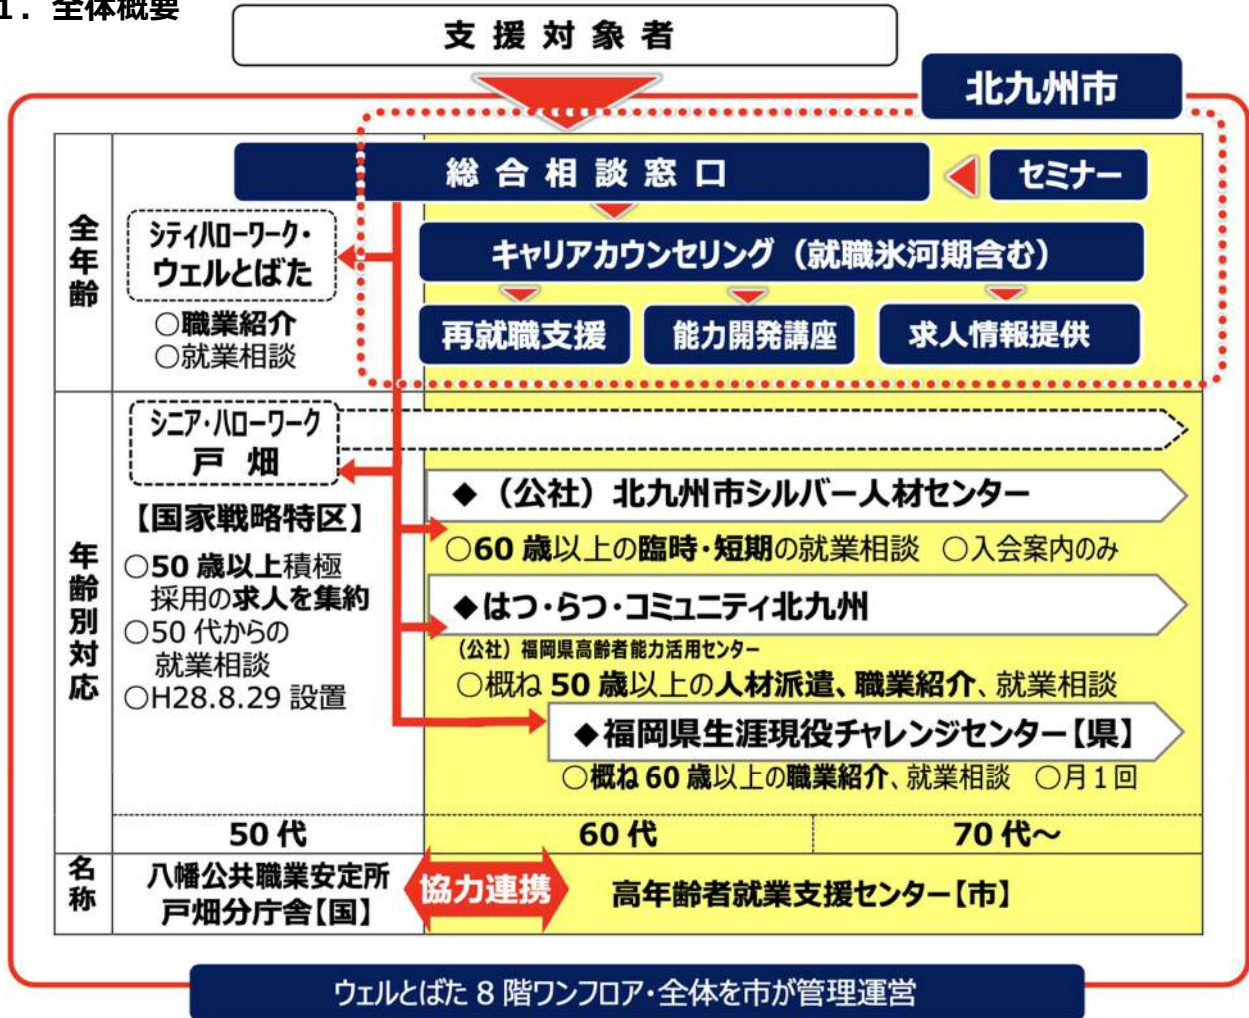 1．全体概要
支援対象者
北九州市
総合相談窓口
セミナー
全年齢
シティハローワーク・
ウェルとばた
○職業紹介
○就業相談
キャリアカウンセリング（就職氷河期含む）
再就職支援
能力開発講座
求人情報提供
年齢別対応
シニア・ハローワーク
戸畑
【国家戦略特区】
○50歳以上積極
採用の求人を集約
○50代からの
就業相談
○H28.8.29設置
◆（公社）北九州市シルバー人材センター
○60歳以上の臨時・短期の就業相談　○入会案内のみ
◆はつ・らつ・コミュニティ北九州
（公社）福岡県高齢者能力活用センター
○概ね50歳以上の人材派遣、職業紹介、就業相談
◆福岡県生涯現役チャレンジセンター【県】
○概ね60歳以上の職業紹介、就業相談　○月1回
50代
60代
70代～
名称
八幡公共職業安定所
戸畑分庁舎【国】
協力連携
高年齢者就業支援センター【市】
ウェルとばた8階ワンフロア・全体を市が管理運営